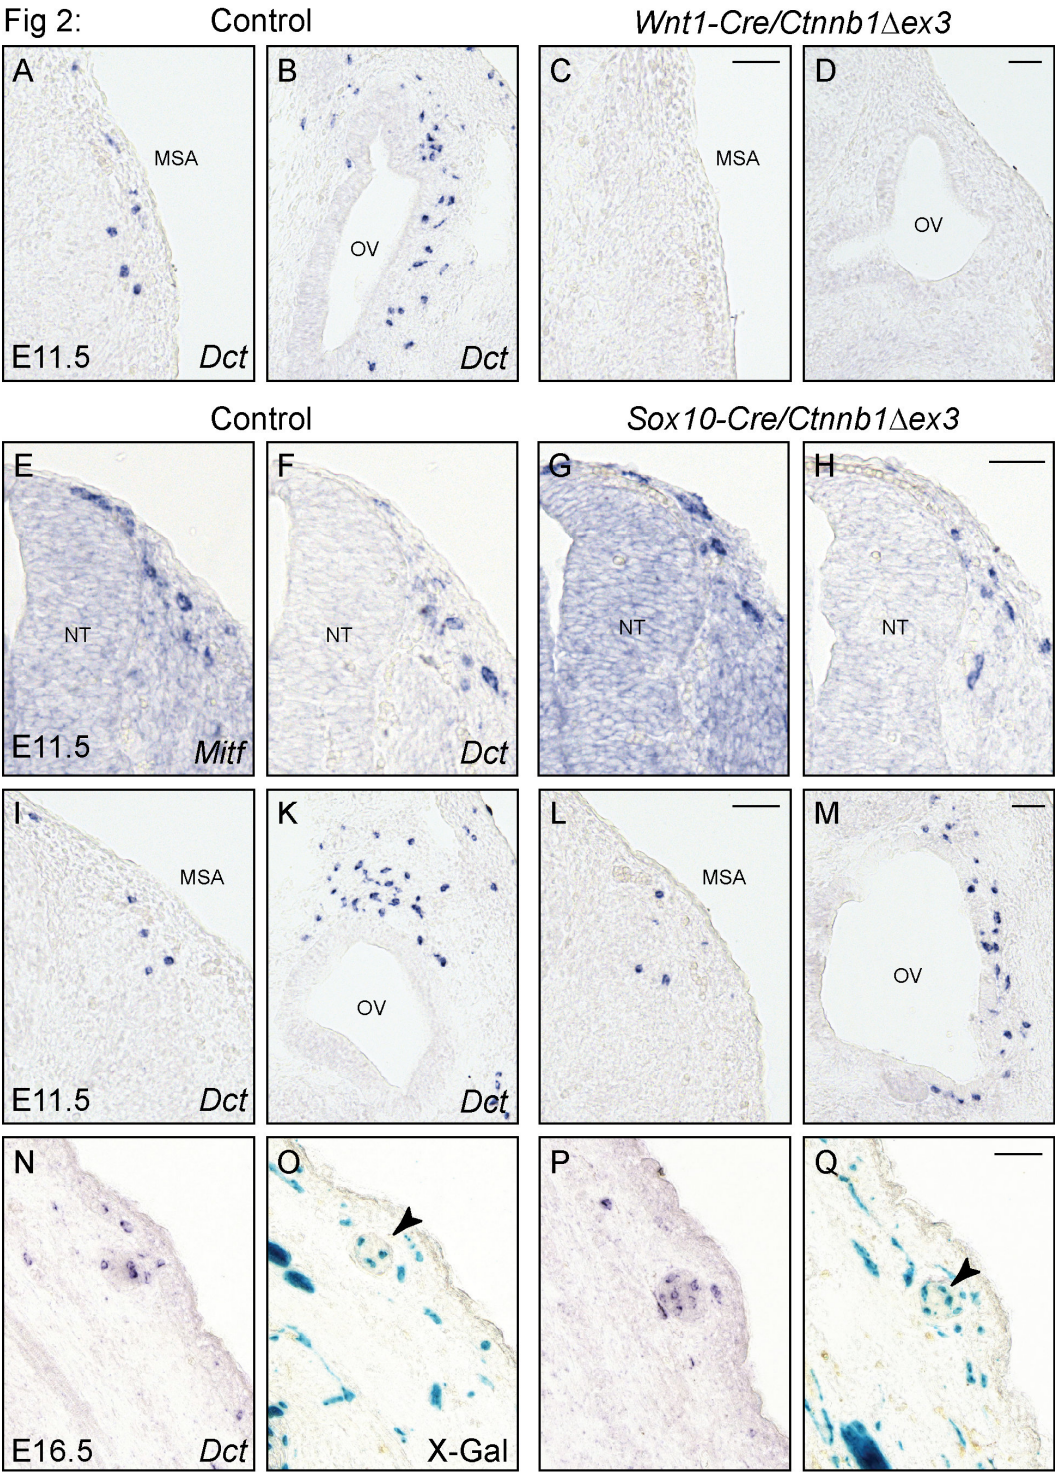 Fig 2: Control Wnt1-Cre/Ctnnb1Δex3
A B C D
MSA MSA
OV OV
E11.5 Dct Dct
Control Sox10-Cre/Ctnnb1Δex3
E F G H
NT NT NT NT
E11.5 Mitf Dct
I K L M
MSA MSA
OV OV
E11.5 Dct Dct
N O P Q
E16.5 Dct X-Gal